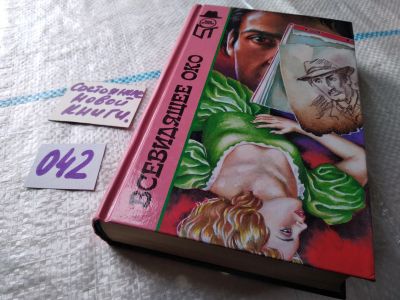 Состояние
новой
книги.
042
ВСЕВИДЯЩЕЕ ОКО